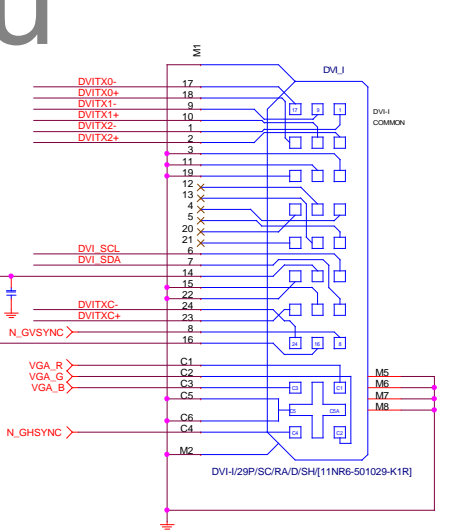 u
M1
DVI_I
DVITX0- 17
DVITX0+ 18
DVITX1- 9
DVITX1+ 10
DVITX2- 1
DVITX2+ 2
3
11
19
12
13
4
5
20
21
DVI_SCL 6
DVI_SDA 7
14
15
22
DVITXC- 24
DVITXC+ 23
N_GVSYNC 8
16
VGA_R C1
VGA_G C2
VGA_B C3
C5
C6
N_GHSYNC C4
M2
17 9 1
DVI-I
COMMON
24 16 8
C3 C1
C5 C5A
C4 C2
M5
M6
M7
M8
DVI-I/29P/SC/RA/D/SH/[11NR6-501029-K1R]